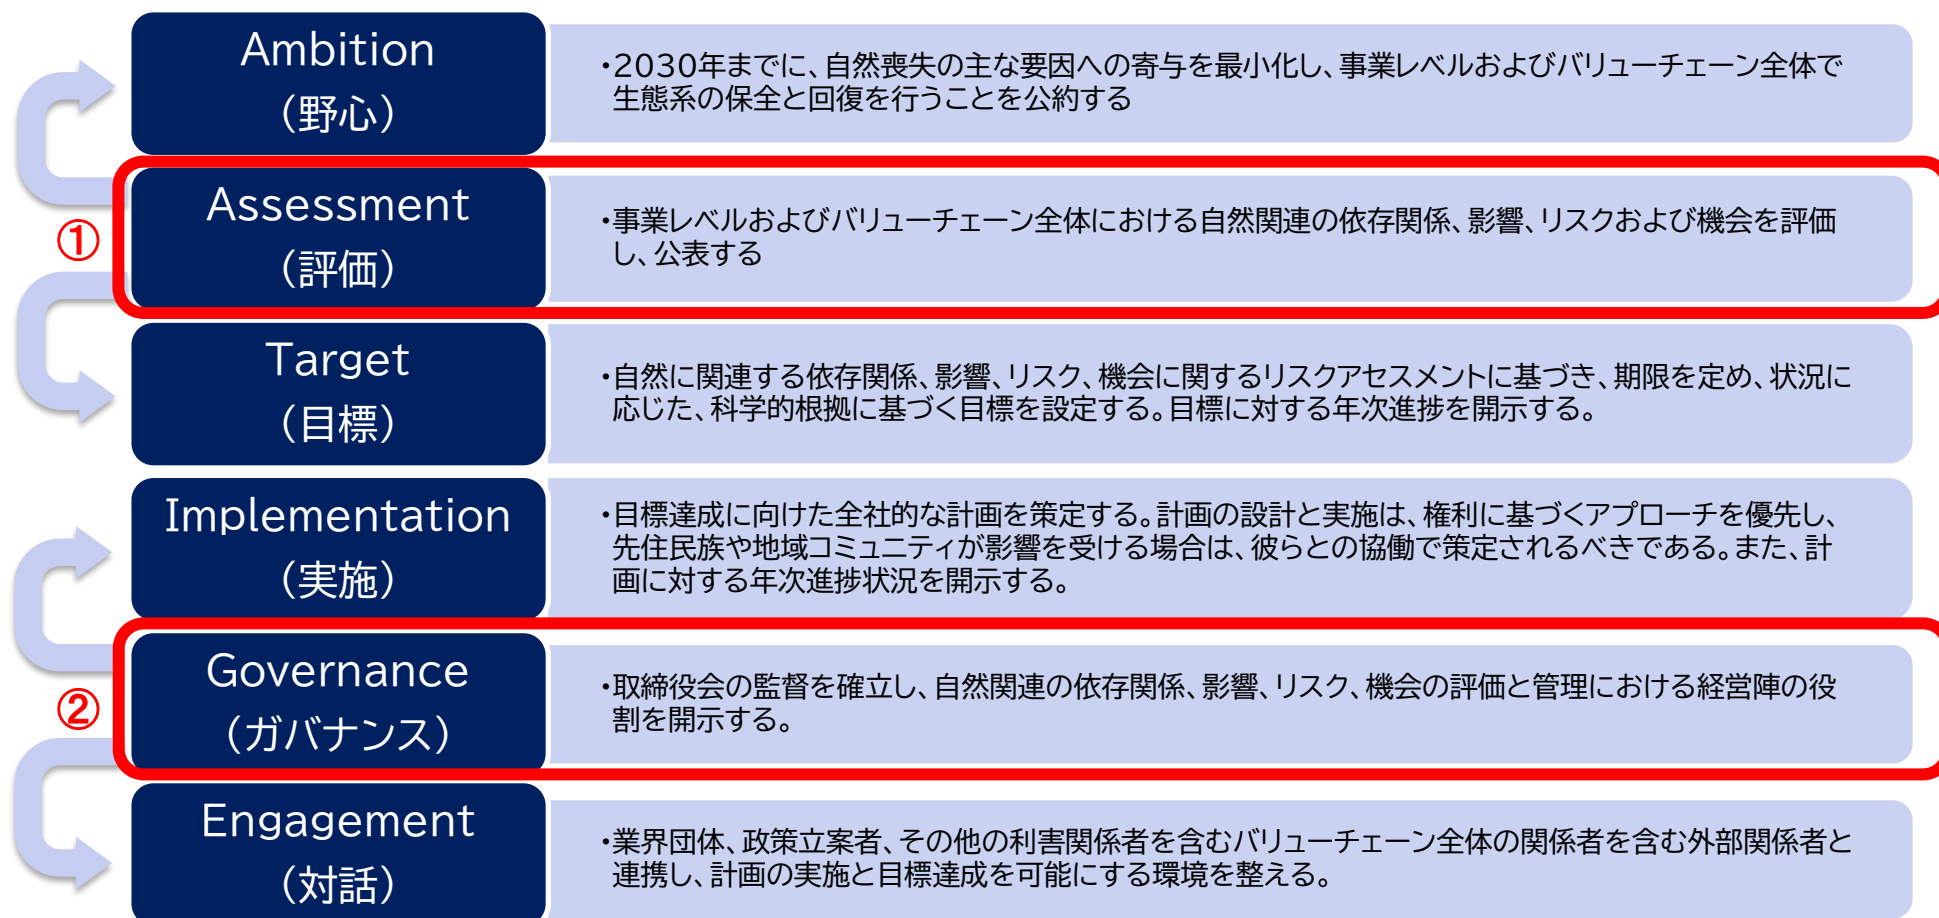 Ambition
（野心）
・2030年までに、自然喪失の主な要因への寄与を最小化し、事業レベルおよびバリューチェーン全体で
生態系の保全と回復を行うことを公約する
①
Assessment
（評価）
・事業レベルおよびバリューチェーン全体における自然関連の依存関係、影響、リスクおよび機会を評価
し、公表する
Target
（目標）
・自然に関連する依存関係、影響、リスク、機会に関するリスクアセスメントに基づき、期限を定め、状況に
応じた、科学的根拠に基づく目標を設定する。目標に対する年次進捗を開示する。
Implementation
（実施）
・目標達成に向けた全社的な計画を策定する。計画の設計と実施は、権利に基づくアプローチを優先し、
先住民族や地域コミュニティが影響を受ける場合は、彼らとの協働で策定されるべきである。また、計
画に対する年次進捗状況を開示する。
②
Governance
（ガバナンス）
・取締役会の監督を確立し、自然関連の依存関係、影響、リスク、機会の評価と管理における経営陣の役
割を開示する。
Engagement
（対話）
・業界団体、政策立案者、その他の利害関係者を含むバリューチェーン全体の関係者を含む外部関係者と
連携し、計画の実施と目標達成を可能にする環境を整える。